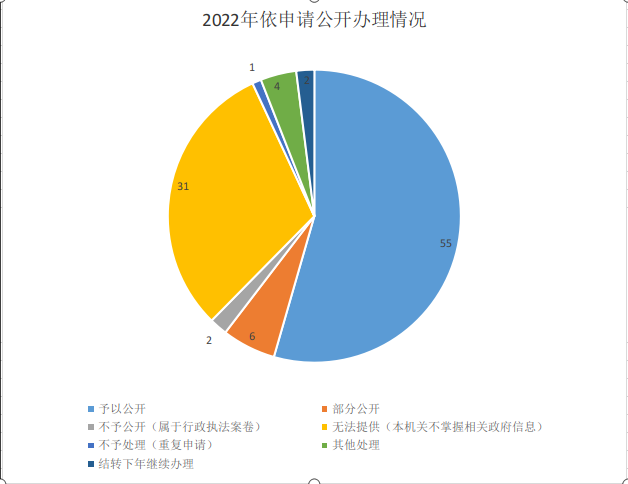 2022年依申请公开办理情况
1
4
2
31
55
2
6
予以公开
部分公开
不予公开（属于行政执法案卷）
无法提供（本机关不掌握相关政府信息）
不予处理（重复申请）
其他处理
结转下年继续办理